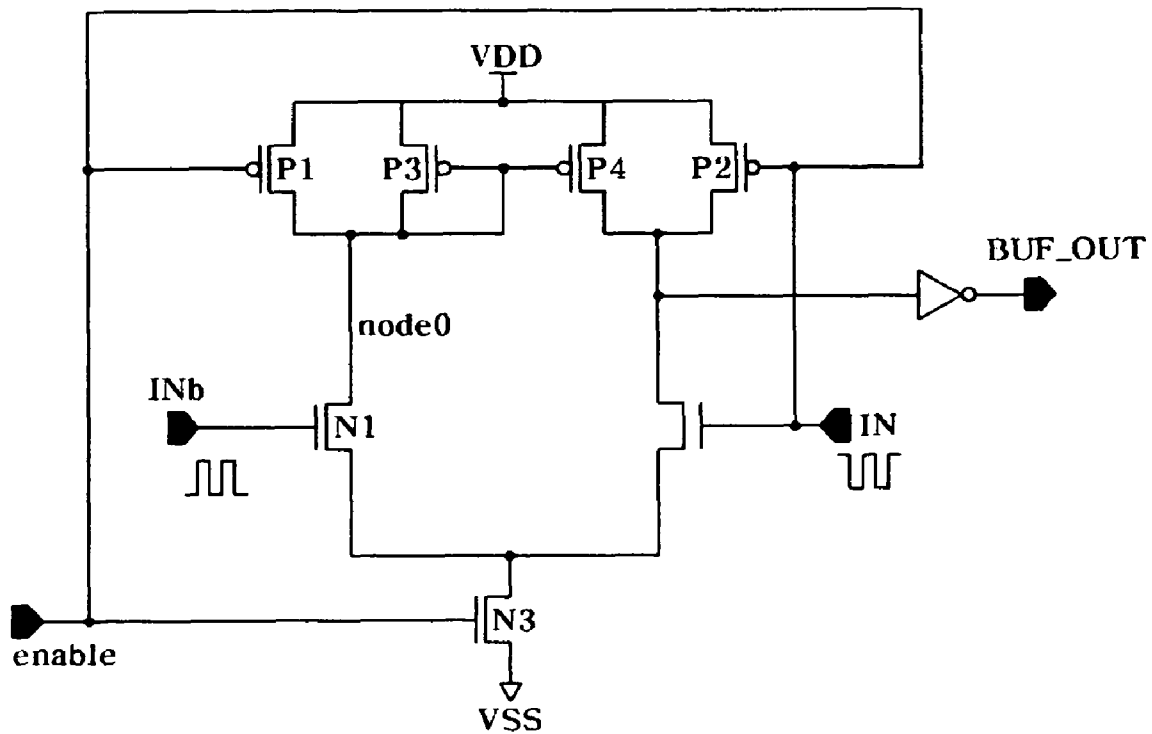 VDD
P1
P3
P4
P2
BUF_OUT
node0
INb
N1
IN
N3
enable
VSS